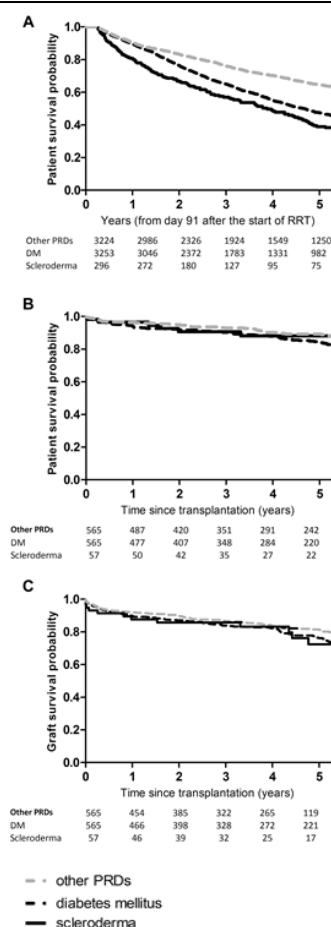 A
Patient survival probability
1.0
0.8
0.6
0.4
0.2
0.0
0 1 2 3 4 5
Years (from day 91 after the start of RRT)
Other PRDs 3224 2986 2326 1924 1549 1250
DM 3253 3046 2372 1783 1331 982
Scleroderma 296 272 180 127 95 75
B
Patient survival probability
1.0
0.8
0.6
0.4
0.2
0.0
0 1 2 3 4 5
Time since transplantation (years)
Other PRDs 565 487 420 351 291 242
DM 565 477 407 348 284 220
Scleroderma 57 50 42 35 27 22
C
Graft survival probability
1.0
0.8
0.6
0.4
0.2
0.0
0 1 2 3 4 5
Time since transplantation (years)
Other PRDs 565 454 385 322 265 119
DM 565 466 398 328 272 221
Scleroderma 57 46 39 32 25 17
other PRDs
diabetes mellitus
scleroderma